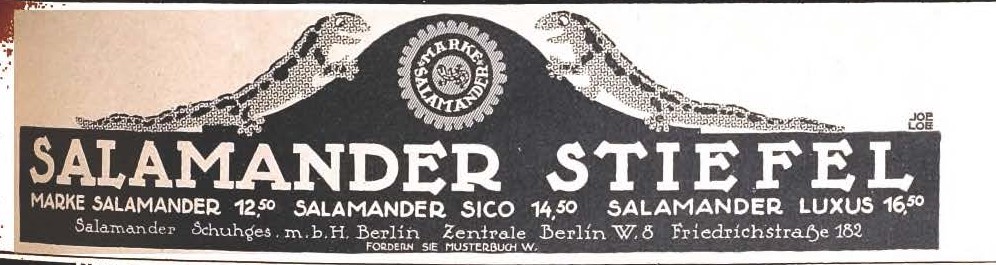 MARKE SALAMANDER
JOE
LOE
SALAMANDER STIEFEL
MARKE SALAMANDER 12,50 SALAMANDER SICO 14,50 SALAMANDER LUXUS 16,50
Salamander Schuhges. m. b. H. Berlin Zentrale Berlin W. 8 Friedrichstraße 182
FORDERN SIE MUSTERBUCH W.